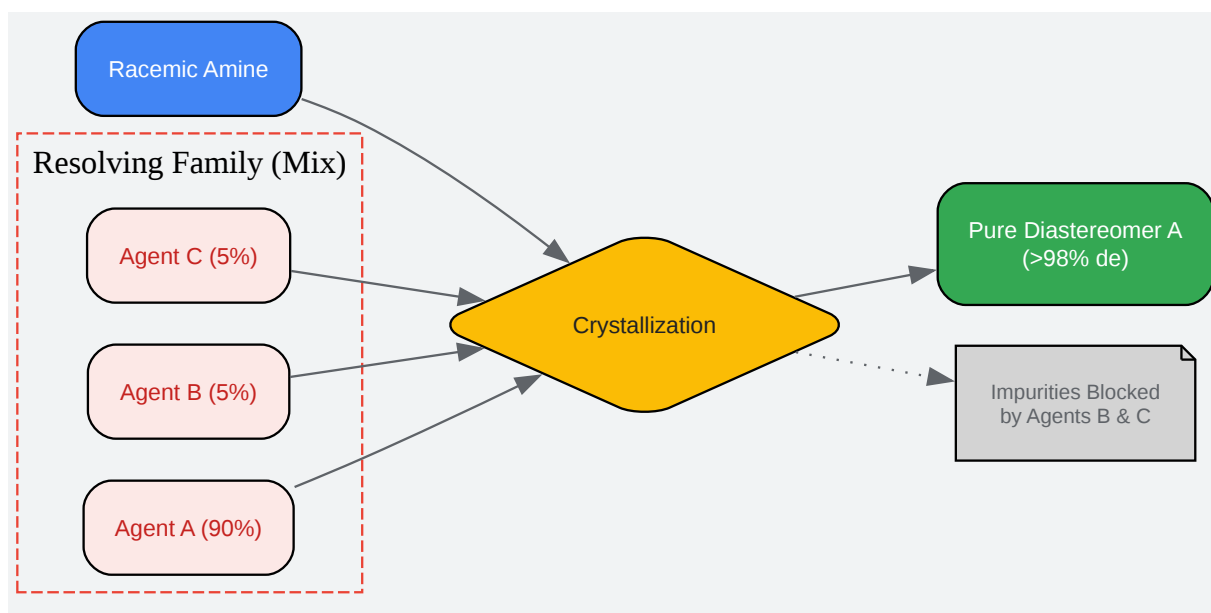 Racemic Amine
Resolving Family (Mix)
Agent C (5%)
Agent B (5%)
Agent A (90%)
Crystallization
Pure Diastereomer A
(>98% de)
Impurities Blocked
by Agents B & C